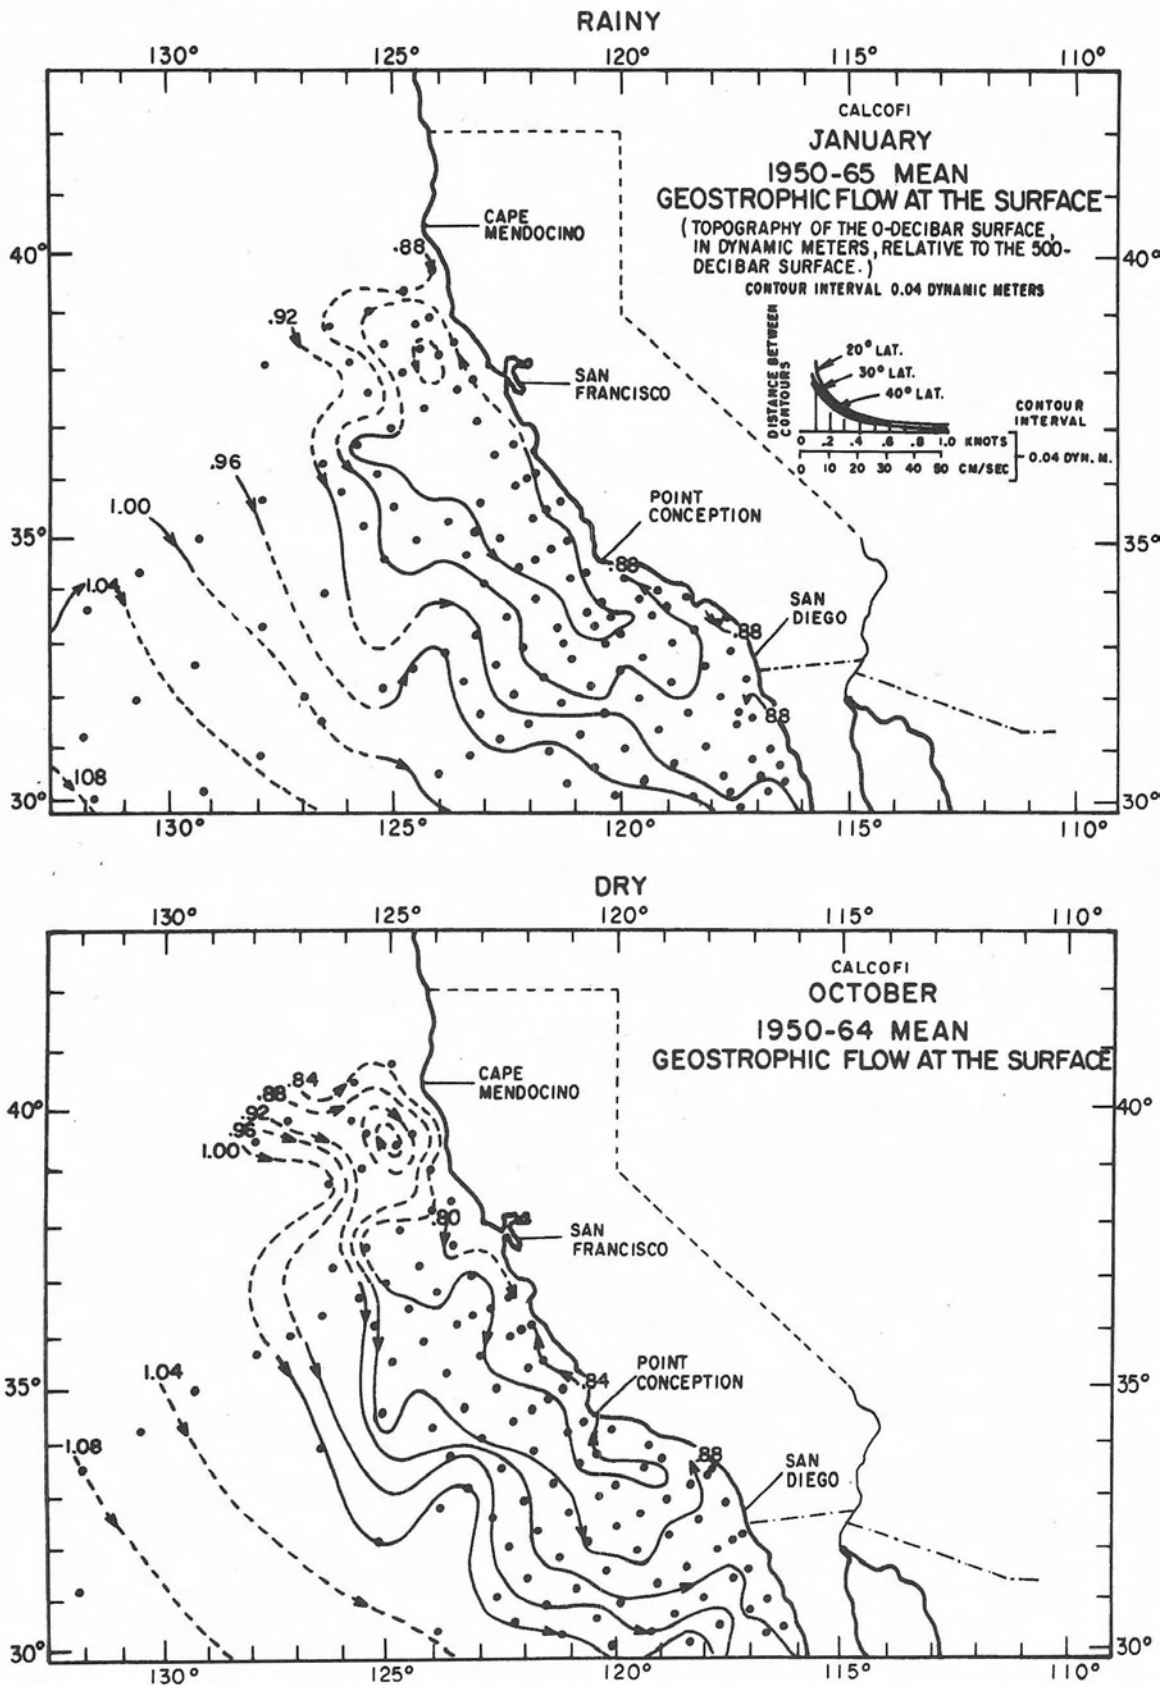 RAINY
130° 125° 120° 115° 110°
CALCOFI
JANUARY
1950-65 MEAN
GEOSTROPHIC FLOW AT THE SURFACE
(TOPOGRAPHY OF THE 0-DECIBAR SURFACE,
IN DYNAMIC METERS, RELATIVE TO THE 500-
DECIBAR SURFACE.)
CONTOUR INTERVAL 0.04 DYNAMIC METERS
DISTANCE BETWEEN
CONTOURS
20° LAT.
30° LAT.
40° LAT.
CONTOUR
INTERVAL
0 .2 .4 .6 .8 1.0 KNOTS
0 10 20 30 40 50 CM/SEC
0.04 DYN. M.
CAPE
MENDOCINO
40° 40°
.88
.92
SAN
FRANCISCO
.96
1.00
POINT
CONCEPTION
35° 35°
.88
1.04
SAN
DIEGO
.88
.88
108
30° 30°
130° 125° 120° 115° 110°
DRY
130° 125° 120° 115° 110°
CALCOFI
OCTOBER
1950-64 MEAN
GEOSTROPHIC FLOW AT THE SURFACE
CAPE
MENDOCINO
.84
.88
40° 40°
.92
.96
1.00
.80
SAN
FRANCISCO
POINT
CONCEPTION
1.04
.84
35° 35°
1.08
.88
SAN
DIEGO
30° 30°
130° 125° 120° 115° 110°